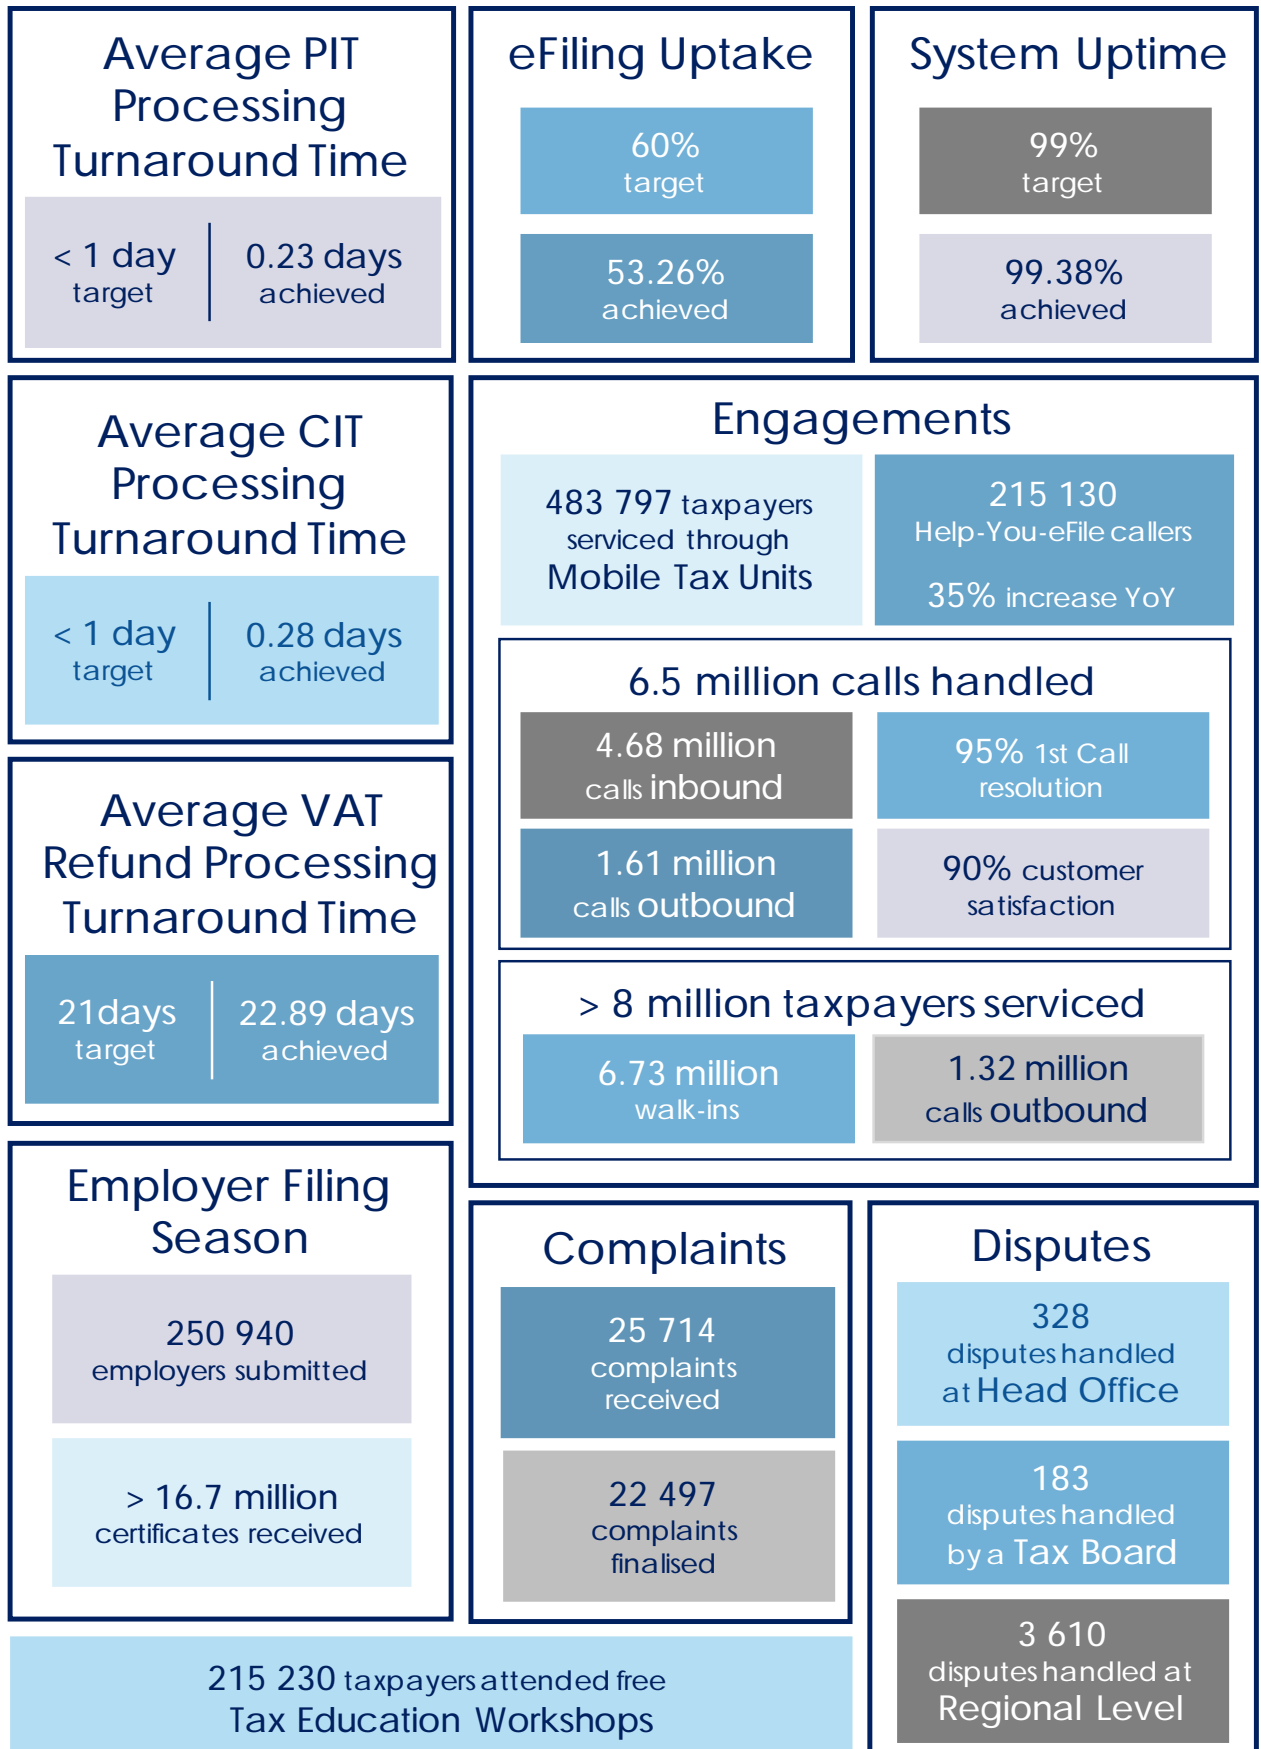 Average PIT
Processing
Turnaround Time
< 1 day
target
0.23 days
achieved
eFiling Uptake
60%
target
53.26%
achieved
System Uptime
99%
target
99.38%
achieved
Average CIT
Processing
Turnaround Time
< 1 day
target
0.28 days
achieved
Average VAT
Refund Processing
Turnaround Time
21days
target
22.89 days
achieved
Engagements
483 797 taxpayers
serviced through
Mobile Tax Units
215 130
Help-You-eFile callers
35% increase YoY
6.5 million calls handled
4.68 million
calls inbound
95% 1st Call
resolution
1.61 million
calls outbound
90% customer
satisfaction
> 8 million taxpayers serviced
6.73 million
walk-ins
1.32 million
calls outbound
Employer Filing
Season
250 940
employers submitted
> 16.7 million
certificates received
Complaints
25 714
complaints
received
22 497
complaints
finalised
Disputes
328
disputes handled
at Head Office
183
disputes handled
by a Tax Board
3 610
disputes handled at
Regional Level
215 230 taxpayers attended free
Tax Education Workshops